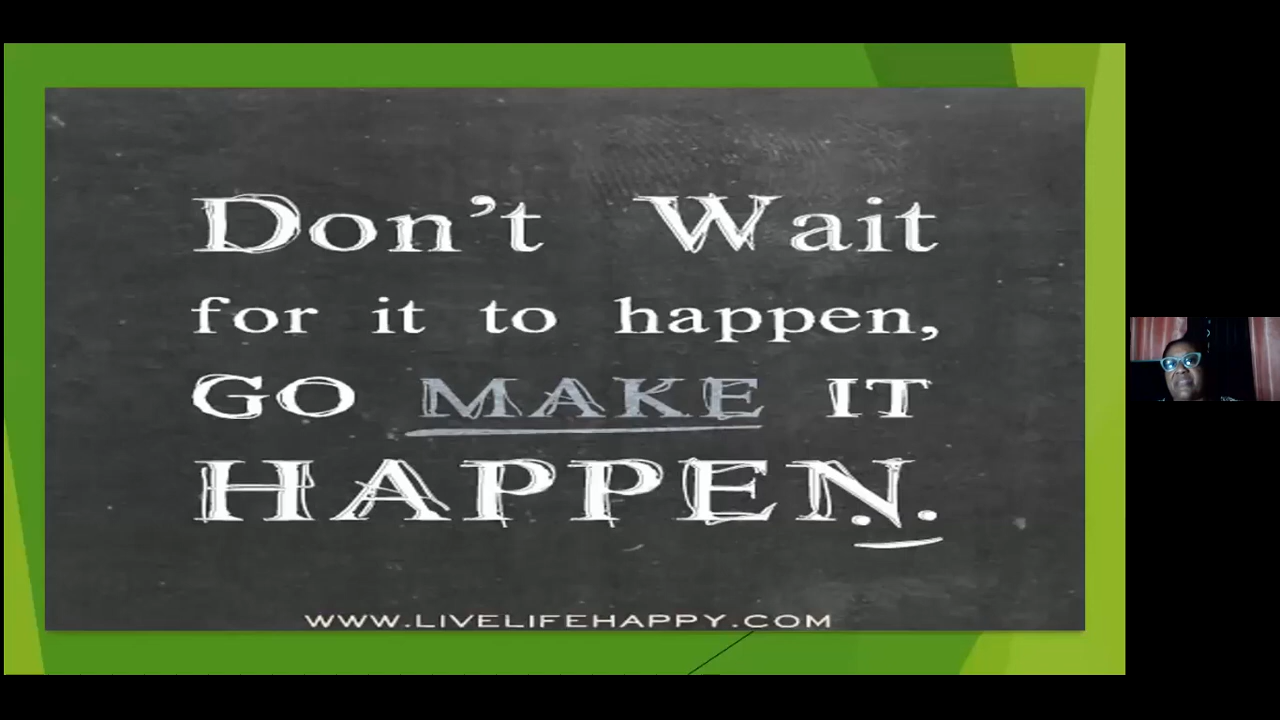 Don't Wait
for it to happen,
GO MAKE IT
HAPPEN.
WWW.LIVELIFEHAPPY.COM